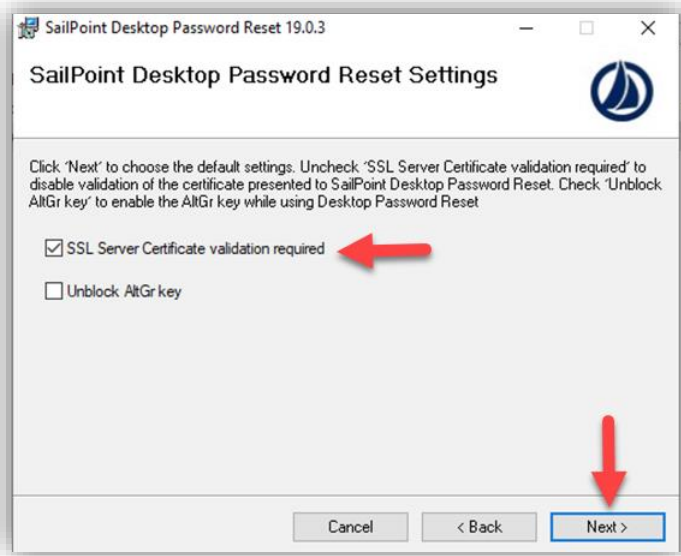 SailPoint Desktop Password Reset 19.0.3
SailPoint Desktop Password Reset Settings
Click 'Next' to choose the default settings. Uncheck 'SSL Server Certificate validation required' to
disable validation of the certificate presented to SailPoint Desktop Password Reset. Check 'Unblock
AltGr key' to enable the AltGr key while using Desktop Password Reset
SSL Server Certificate validation required
Unblock AltGr key
Cancel
< Back
Next >